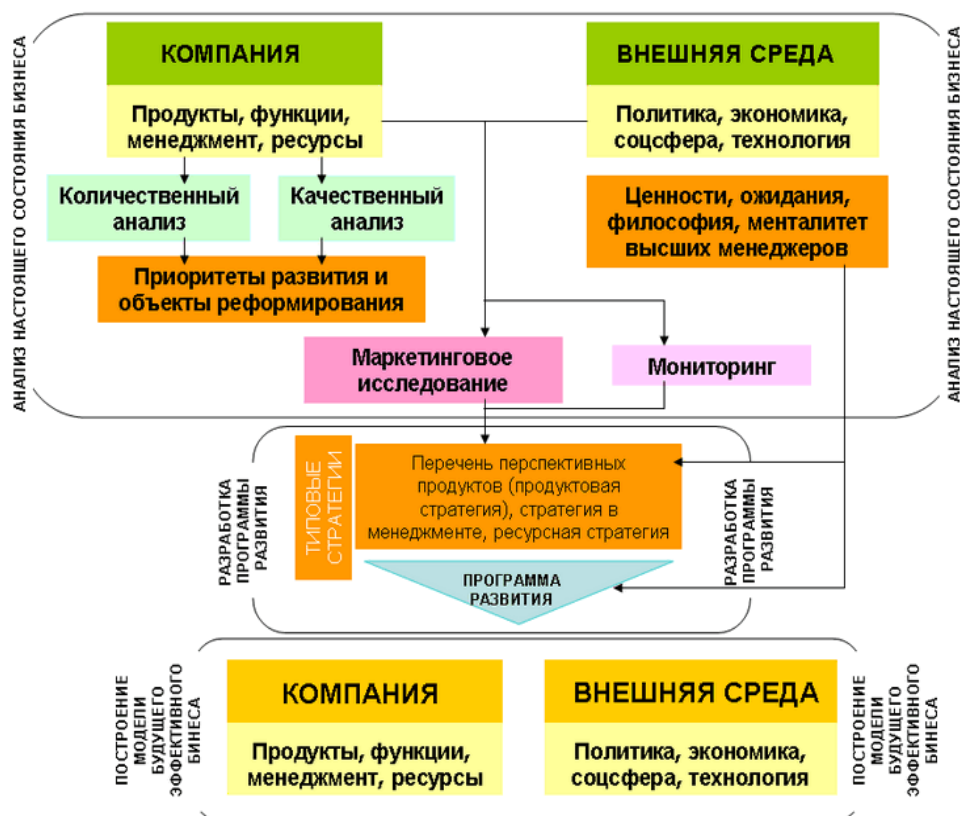 АНАЛИЗ НАСТОЯЩЕГО СОСТОЯНИЯ БИЗНЕСА
КОМПАНИЯ
Продукты, функции,
менеджмент, ресурсы
ВНЕШНЯЯ СРЕДА
Политика, экономика,
соцсфера, технология
АНАЛИЗ НАСТОЯЩЕГО СОСТОЯНИЯ БИЗНЕСА
Количественный
анализ
Качественный
анализ
Ценности, ожидания,
философия, менталитет
высших менеджеров
Приоритеты развития и
объекты реформирования
Маркетинговое
исследование
Мониторинг
РАЗРАБОТКА
ПРОГРАММЫ
РАЗВИТИЯ
ТИПОВЫЕ
СТРАТЕГИИ
Перечень перспективных
продуктов (продуктовая
стратегия), стратегия в
менеджменте, ресурсная стратегия
РАЗРАБОТКА
ПРОГРАММЫ
РАЗВИТИЯ
ПРОГРАММА
РАЗВИТИЯ
ПОСТРОЕНИЕ
МОДЕЛИ
БУДУЩЕГО
ЭФФЕКТИВНОГО
БИНЕСА
КОМПАНИЯ
Продукты, функции,
менеджмент, ресурсы
ВНЕШНЯЯ СРЕДА
Политика, экономика,
соцсфера, технология
ПОСТРОЕНИЕ
МОДЕЛИ
БУДУЩЕГО
ЭФФЕКТИВНОГО
БИНЕСА